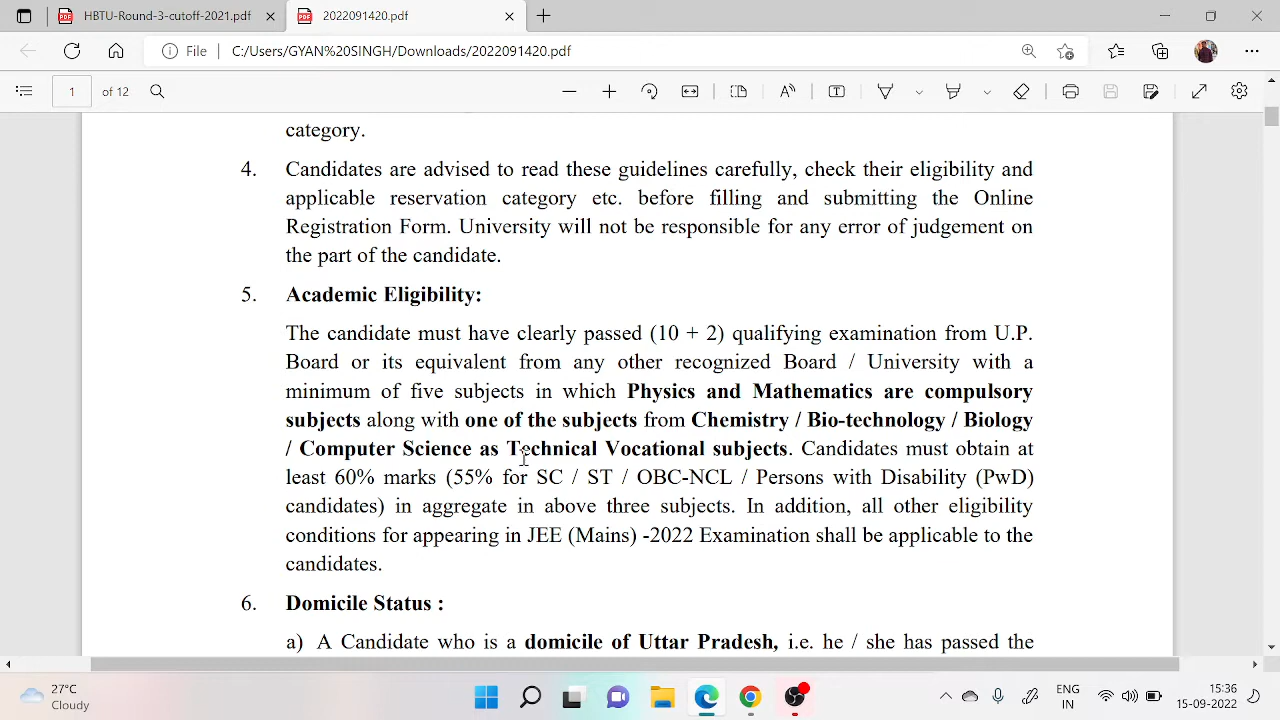 HBTU-Round-3-cutoff-2021.pdf
2022091420.pdf
File C:/Users/GYAN%20SINGH/Downloads/2022091420.pdf
1 of 12
category.
4. Candidates are advised to read these guidelines carefully, check their eligibility and
applicable reservation category etc. before filling and submitting the Online
Registration Form. University will not be responsible for any error of judgement on
the part of the candidate.
5. Academic Eligibility:
The candidate must have clearly passed (10 + 2) qualifying examination from U.P.
Board or its equivalent from any other recognized Board / University with a
minimum of five subjects in which Physics and Mathematics are compulsory
subjects along with one of the subjects from Chemistry / Bio-technology / Biology
/ Computer Science as Technical Vocational subjects. Candidates must obtain at
least 60% marks (55% for SC / ST / OBC-NCL / Persons with Disability (PwD)
candidates) in aggregate in above three subjects. In addition, all other eligibility
conditions for appearing in JEE (Mains) -2022 Examination shall be applicable to the
candidates.
6. Domicile Status :
a) A Candidate who is a domicile of Uttar Pradesh, i.e. he / she has passed the
27°C
Cloudy
ENG
IN
15:36
15-09-2022